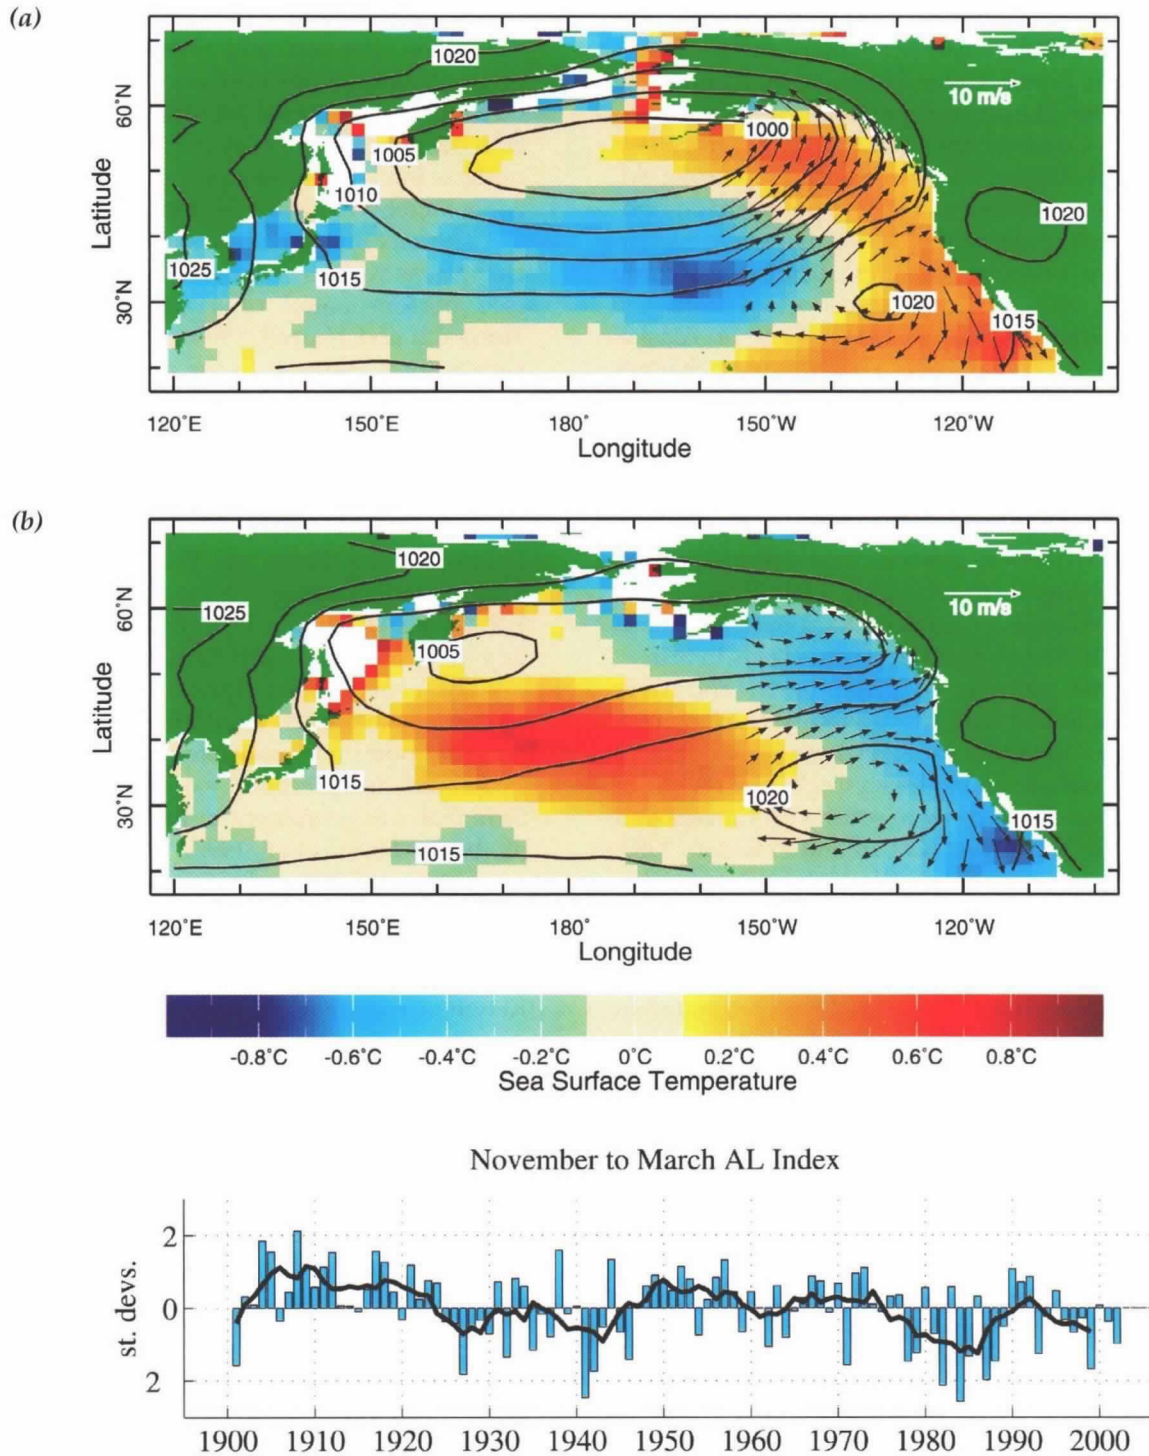 (a)
1020
10 m/s
60°N
1000
1005
1010
1020
Latitude
1025
1015
30°N
1020
1015
120°E
150°E
180°
150°W
120°W
Longitude
(b)
1020
1025
10 m/s
60°N
1005
Latitude
1015
1020
30°N
1015
1015
120°E
150°E
180°
150°W
120°W
Longitude
-0.8°C
-0.6°C
-0.4°C
-0.2°C
0°C
0.2°C
0.4°C
0.6°C
0.8°C
Sea Surface Temperature
November to March AL Index
2
st. devs.
0
2
1900 1910 1920 1930 1940 1950 1960 1970 1980 1990 2000